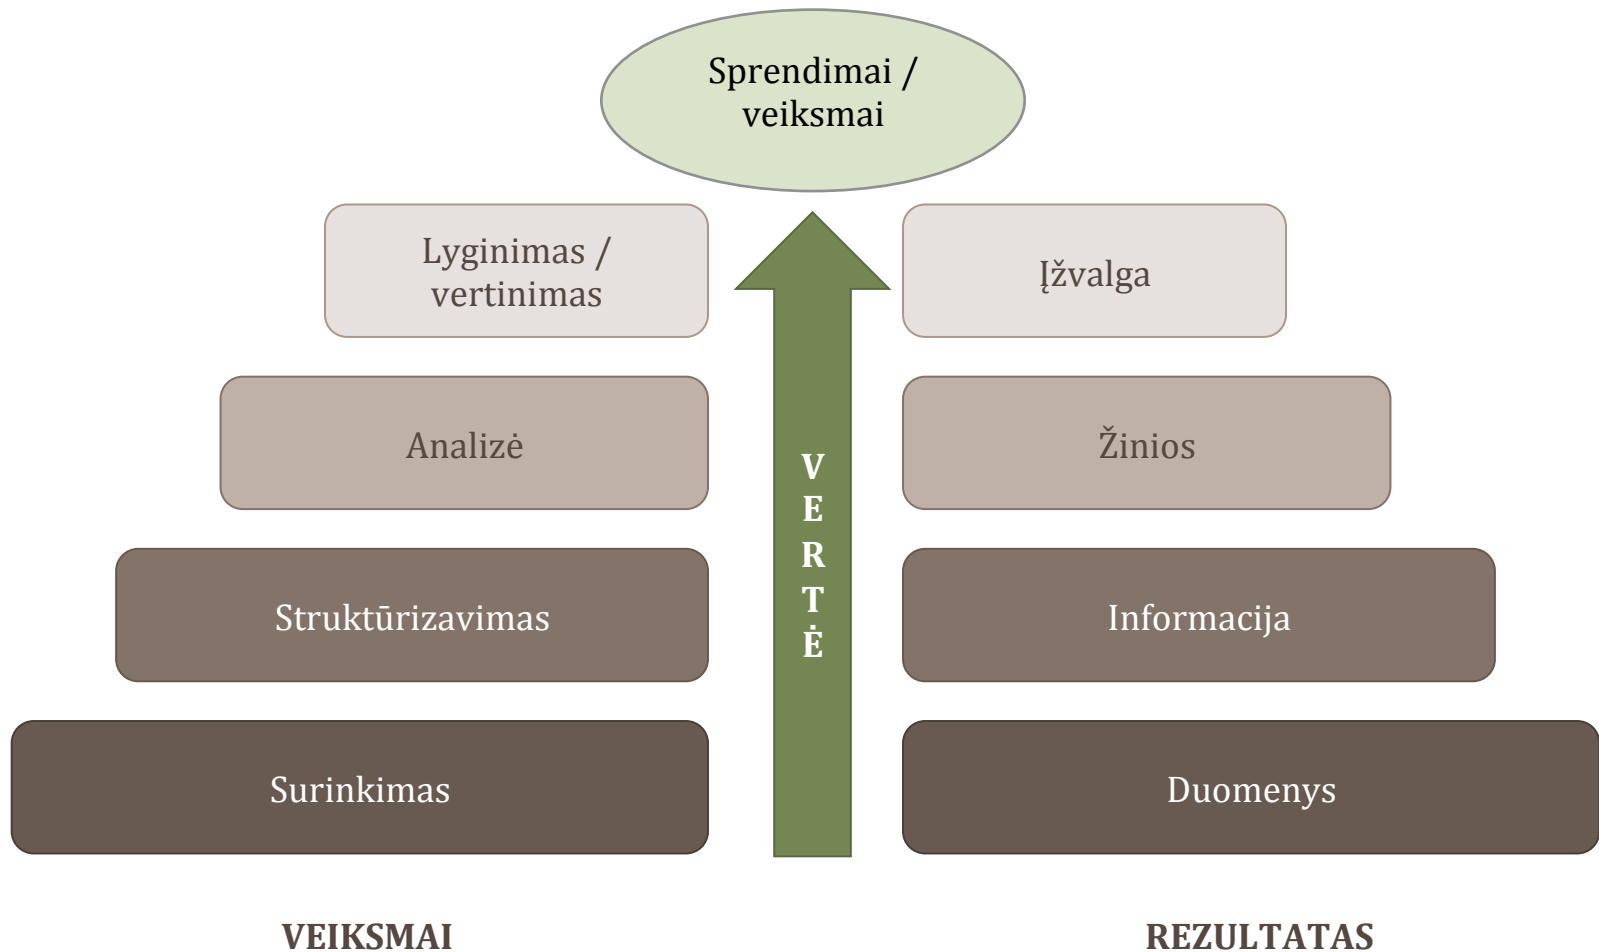 Sprendimai /
veiksmai
Lyginimas /
vertinimas
Įžvalga
Analizė
Žinios
V
E
R
T
Ė
Struktūrizavimas
Informacija
Surinkimas
Duomenys
VEIKSMAI
REZULTATAS